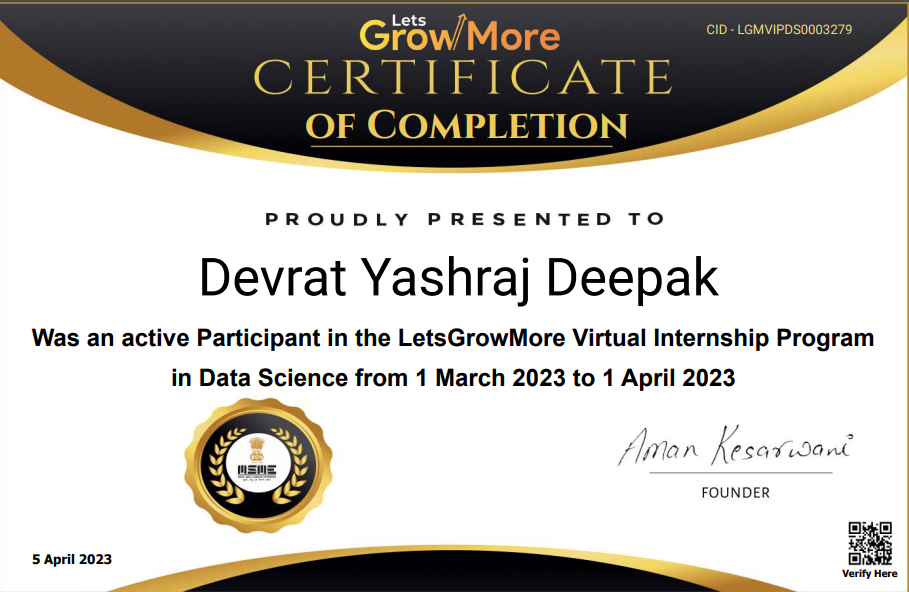 Lets
GrowMore
CID - LGMVIPDS0003279
CERTIFICATE
OF COMPLETION
PROUDLY PRESENTED TO
Devrat Yashraj Deepak
Was an active Participant in the LetsGrowMore Virtual Internship Program
in Data Science from 1 March 2023 to 1 April 2023
MSME
Aman Kesarwani
FOUNDER
5 April 2023
Verify Here